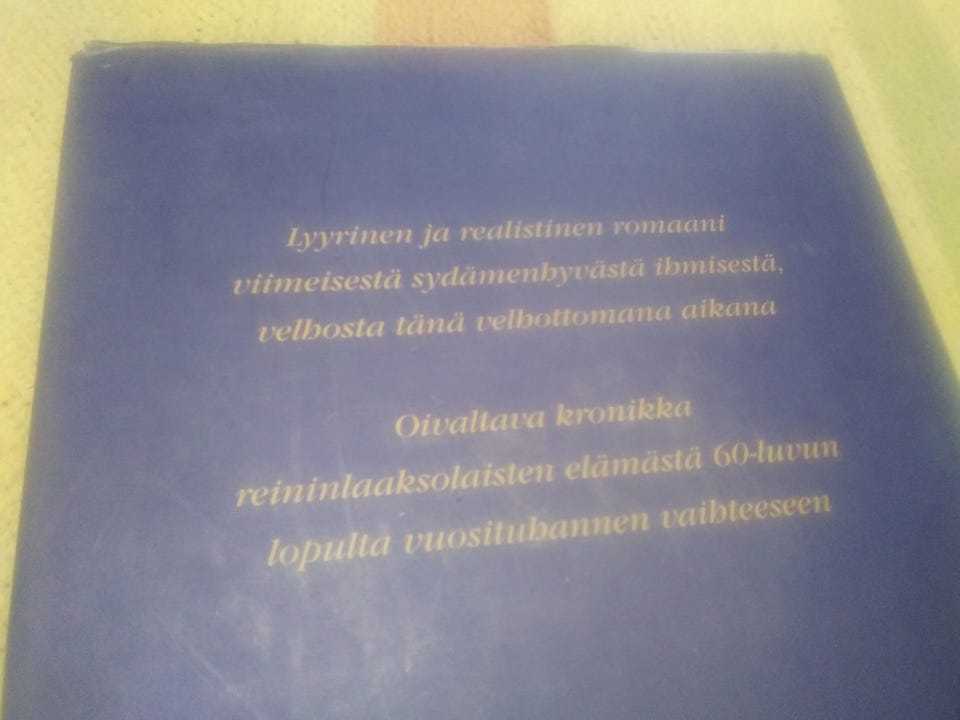 Lyyrinen ja realistinen romaani
viimeisestä sydämenhyvästä ihmisestä,
velhosta tänä velhottomana aikana
Oivaltava kronikka
reininlaaksolaisten elämästä 60-luvun
lopulta vuosituhannen vaihteeseen